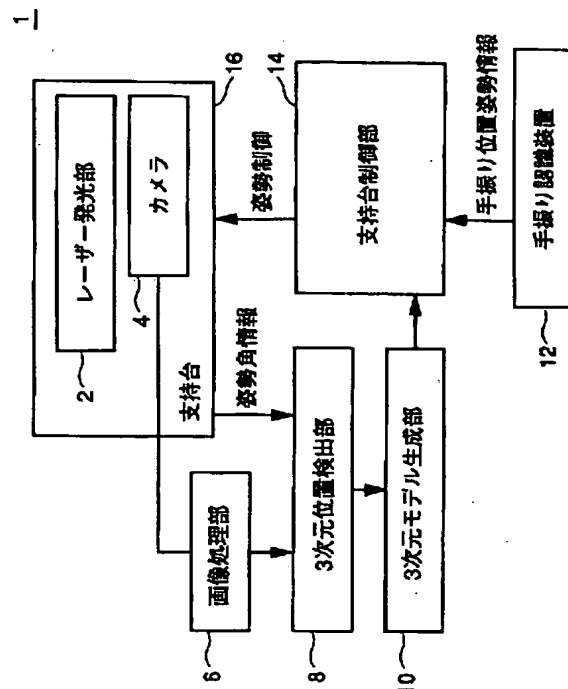 1
レーザー発光部
2
カメラ
4
支持台
16
姿勢制御
姿勢角情報
支持台制御部
14
画像処理部
6
3次元位置検出部
8
3次元モデル生成部
10
手振り位置姿勢情報
手振り認識装置
12